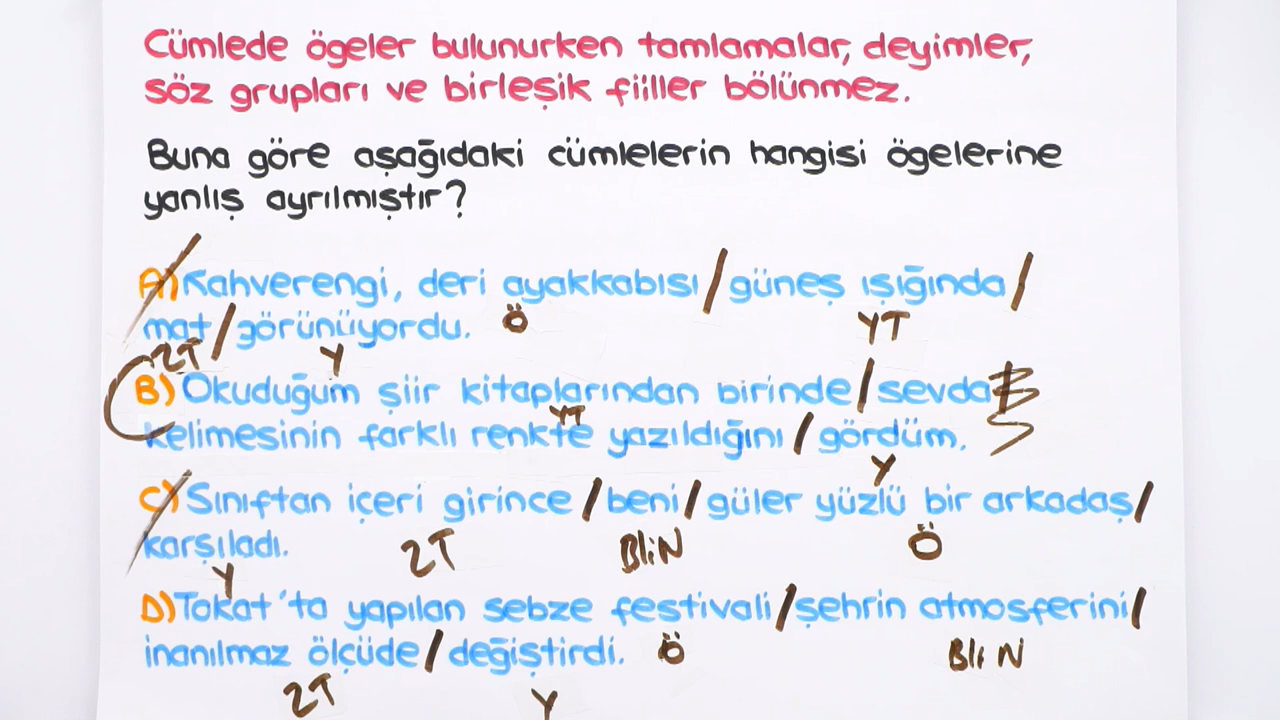 Cümlede ögeler bulunurken tamlamalar, deyimler,
söz grupları ve birleşik fiiller bölünmez.
Buna göre aşağıdaki cümlelerin hangisi ögelerine
yanlış ayrılmıştır?
A) Kahverengi, deri ayakkabısı / güneş ışığında /
mat / görünüyordu.
Ö YT
ZT Y
B) Okuduğum şiir kitaplarından birinde / sevda
YT
kelimesinin farklı renkte yazıldığını / gördüm.
Y
C) Sınıftan içeri girince / beni / güler yüzlü bir arkadaş /
karşıladı.
ZT BliN Ö
Y
D) Tokat'ta yapılan sebze festivali / şehrin atmosferini /
inanılmaz ölçüde / değiştirdi.
Ö BliN
ZT Y